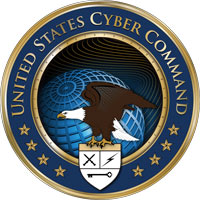 UNITED STATES CYBER COMMAND